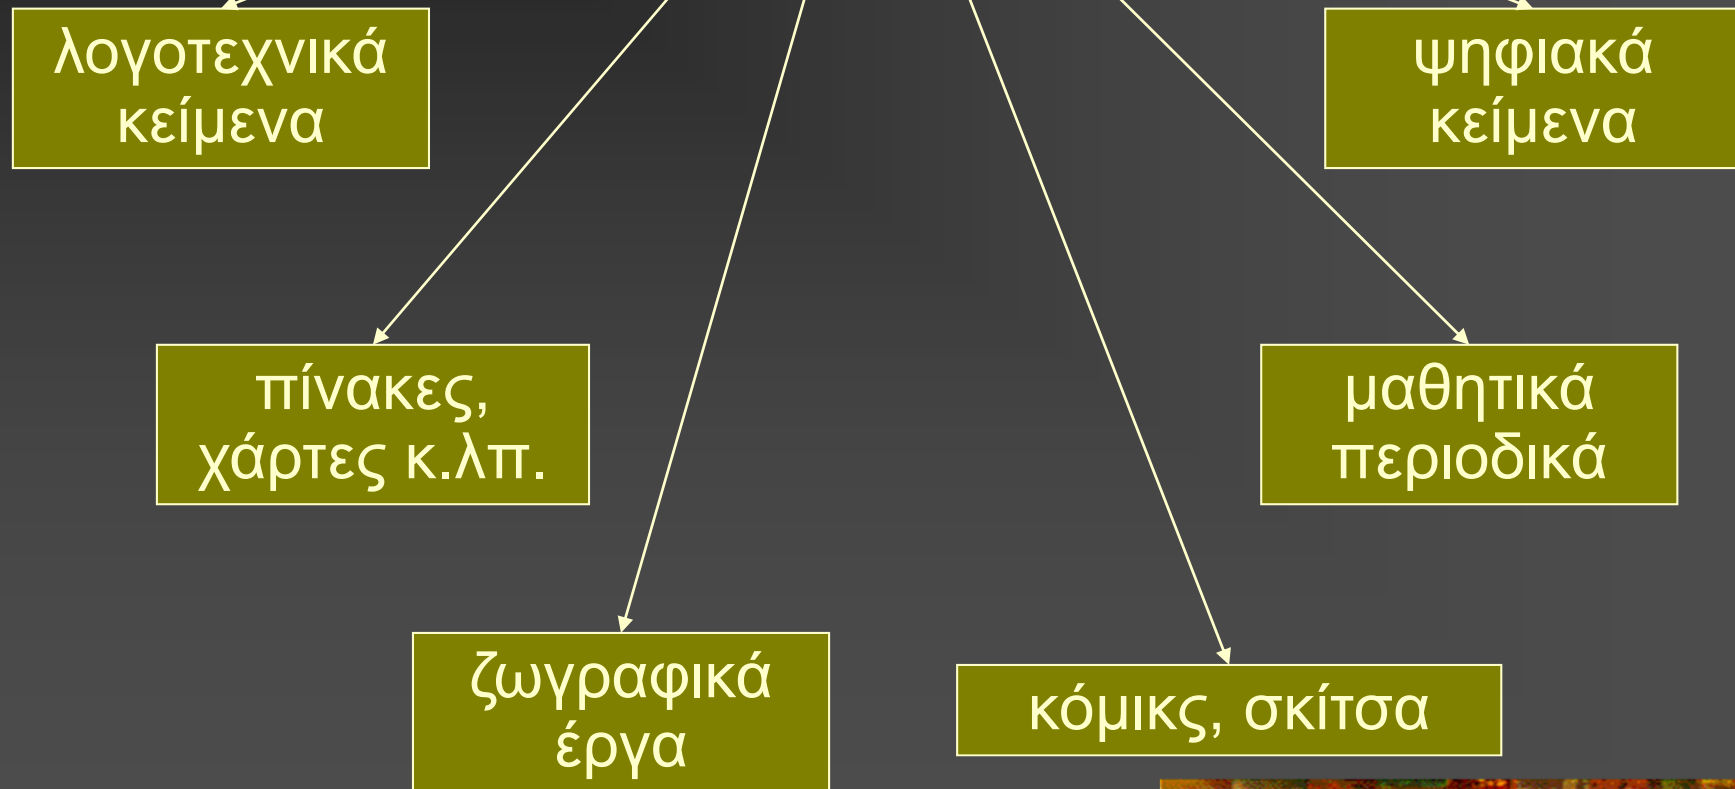 λογοτεχνικά
κείμενα
ψηφιακά
κείμενα
πίνακες,
χάρτες κ.λπ.
μαθητικά
περιοδικά
ζωγραφικά
έργα
κόμικς, σκίτσα